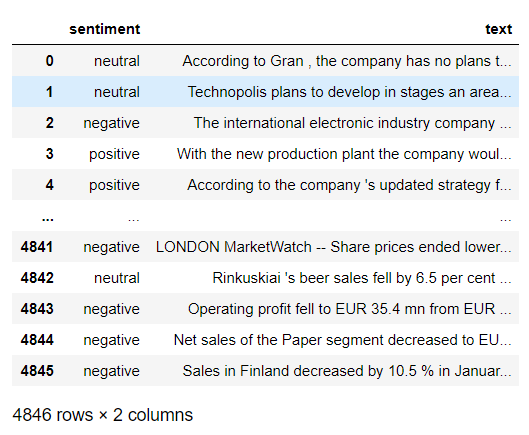 sentiment text
0 neutral According to Gran , the company has no plans t...
1 neutral Technopolis plans to develop in stages an area...
2 negative The international electronic industry company ...
3 positive With the new production plant the company woul...
4 positive According to the company 's updated strategy f...
... ... ...
4841 negative LONDON MarketWatch -- Share prices ended lower...
4842 neutral Rinkuskiai 's beer sales fell by 6.5 per cent ...
4843 negative Operating profit fell to EUR 35.4 mn from EUR ...
4844 negative Net sales of the Paper segment decreased to EU...
4845 negative Sales in Finland decreased by 10.5 % in Januar...
4846 rows × 2 columns